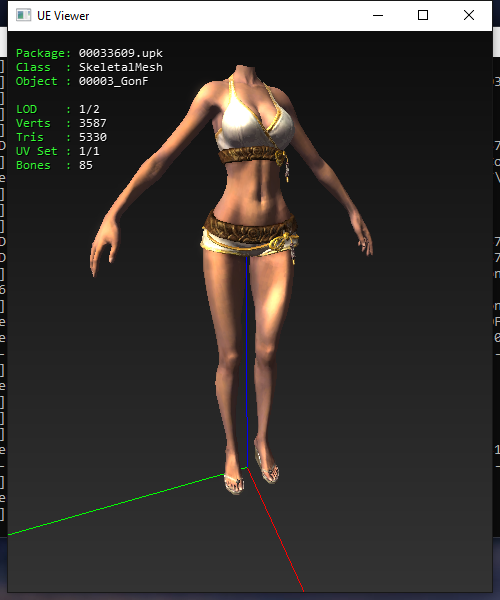 UE Viewer
Package: 00033609.upk
Class : SkeletalMesh
Object : 00003_GonF
LOD : 1/2
Verts : 3587
Tris : 5330
UV Set : 1/1
Bones : 85